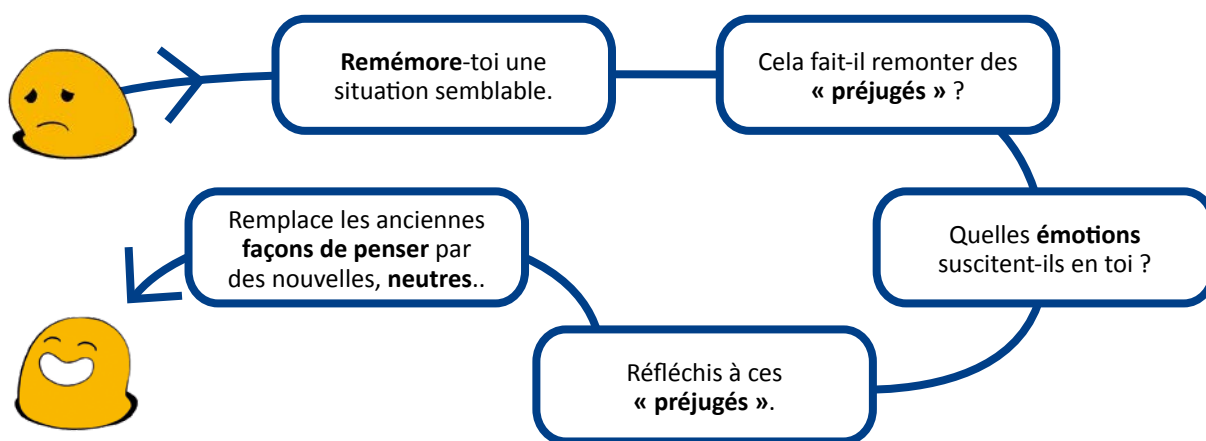 Remémore-toi une
situation semblable.
Cela fait-il remonter des
« préjugés » ?
Quelles émotions
suscitent-ils en toi ?
Réfléchis à ces
« préjugés ».
Remplace les anciennes
façons de penser par
des nouvelles, neutres..